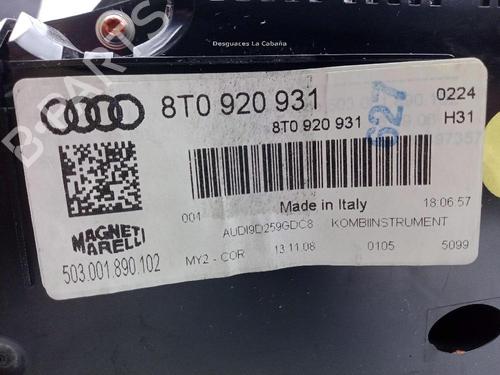 Desguaces La Cabaña
8T0 920 931
8T0 920 931
627
0224
H31
001
Made in Italy
18:06:57
AUDI9D259GDC8
KOMBIINSTRUMENT
MAGNETI
MARELLI
503.001.890.102
MY2 - COR
13.11.08
0105
5099
B-PARTS